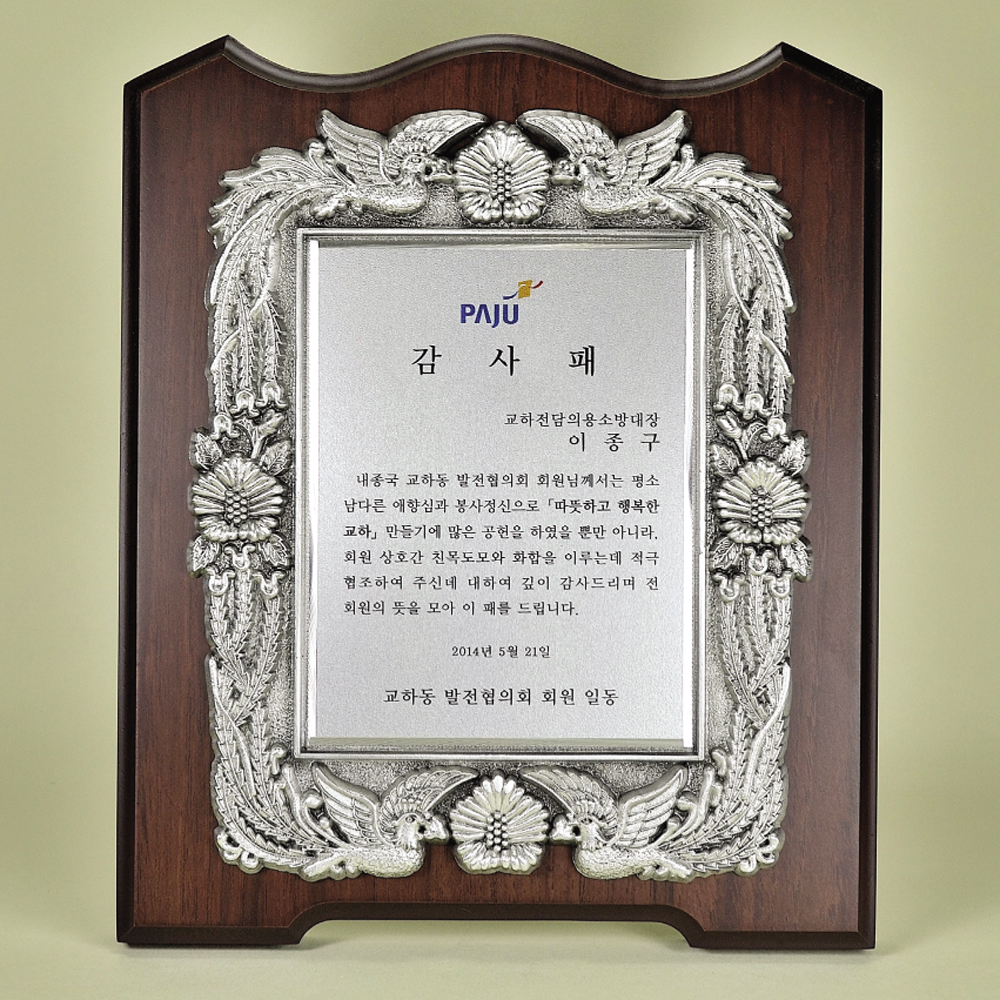 PAJU
감 사 패
교하전담의용소방대장
이 종 구
내종국 교하동 발전협의회 회원님께서는 평소
남다른 애향심과 봉사정신으로 「따뜻하고 행복한
교하」 만들기에 많은 공헌을 하였을 뿐만 아니라,
회원 상호간 친목도모와 화합을 이루는데 적극
협조하여 주신데 대하여 깊이 감사드리며 전
회원의 뜻을 모아 이 패를 드립니다.
2014년 5월 21일
교하동 발전협의회 회원 일동